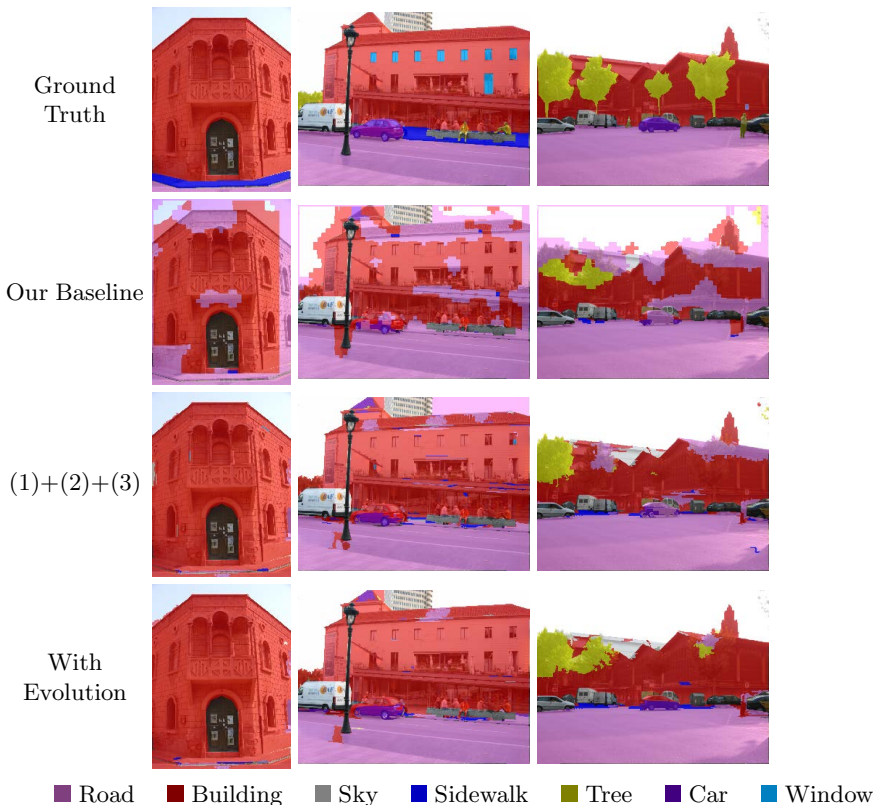 Ground
Truth
Our Baseline
(1)+(2)+(3)
With
Evolution
Road Building Sky Sidewalk Tree Car Window